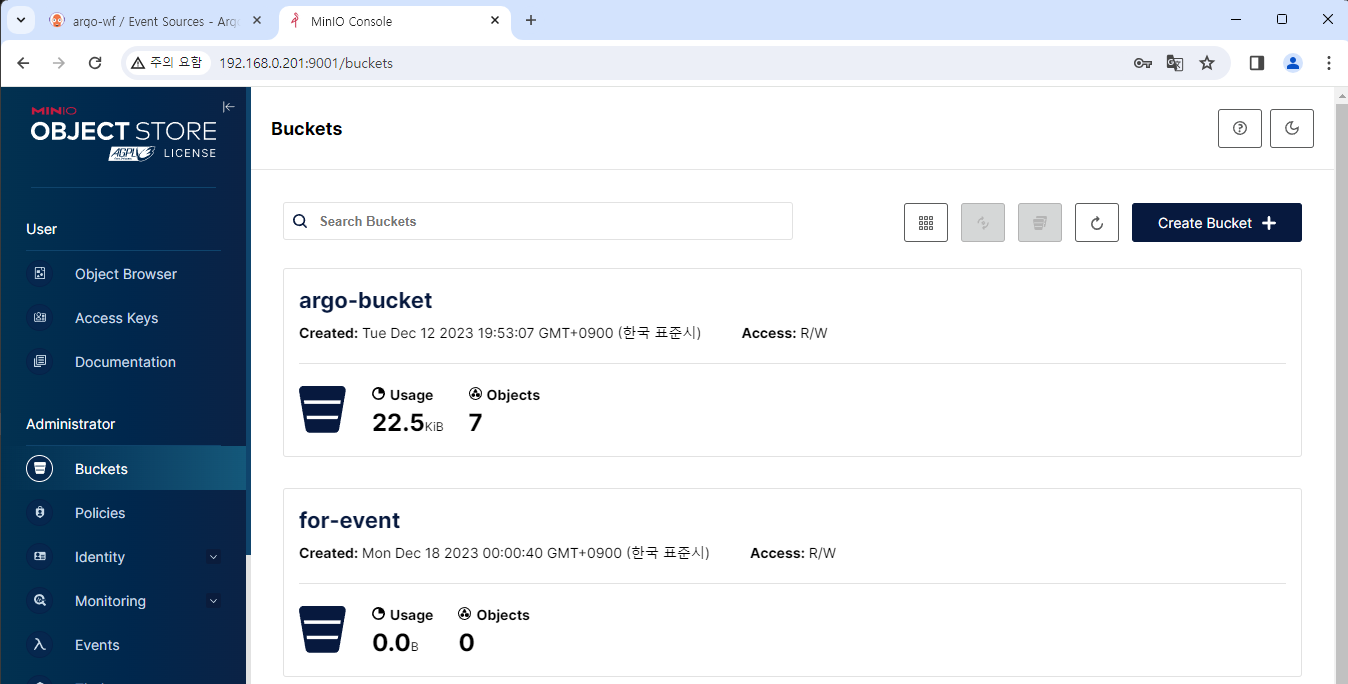 argo-wf / Event Sources - Arg
MinIO Console
주의 요함
192.168.0.201:9001/buckets
MINIO
OBJECT STORE
AGPLv3 LICENSE
User
Object Browser
Access Keys
Documentation
Administrator
Buckets
Policies
Identity
Monitoring
Events
Buckets
Search Buckets
Create Bucket
argo-bucket
Created: Tue Dec 12 2023 19:53:07 GMT+0900 (한국 표준시) Access: R/W
Usage Objects
22.5KiB 7
for-event
Created: Mon Dec 18 2023 00:00:40 GMT+0900 (한국 표준시) Access: R/W
Usage Objects
0.0B 0